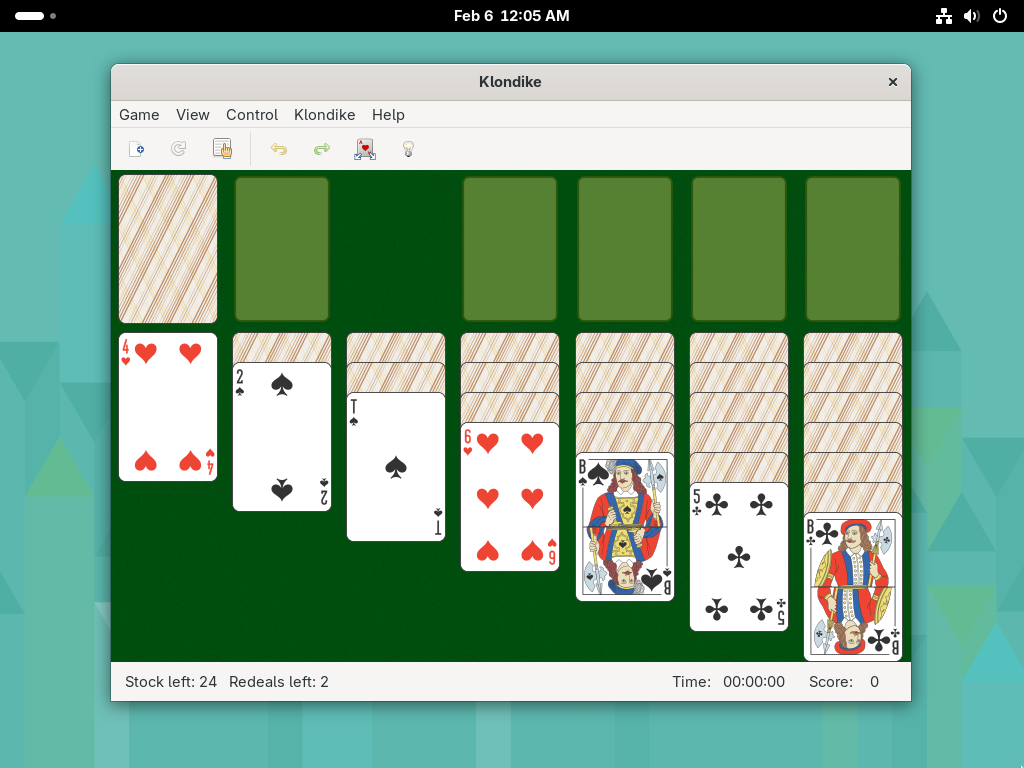 Feb 6 12:05 AM
Klondike
Game View Control Klondike Help
4 2 T 6 B 5 B
4 2 T 6 B 5 B
Stock left: 24 Redeals left: 2 Time: 00:00:00 Score: 0